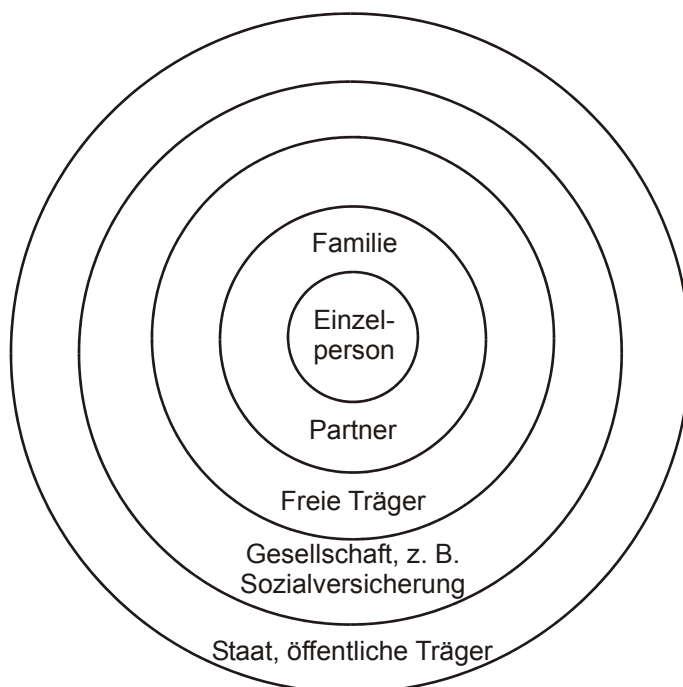 Familie
Einzel-
person
Partner
Freie Träger
Gesellschaft, z. B.
Sozialversicherung
Staat, öffentliche Träger